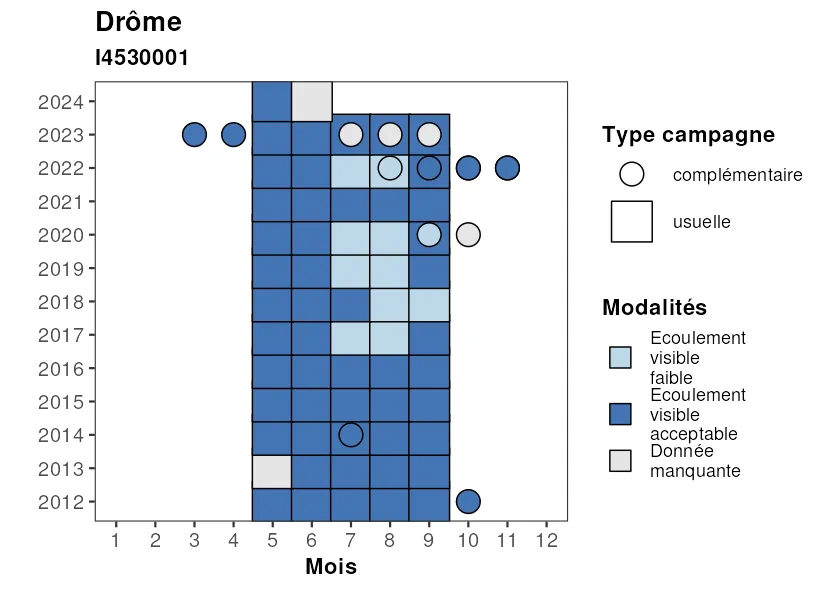 Drôme
I4530001
2024
2023
2022
2021
2020
2019
2018
2017
2016
2015
2014
2013
2012
1 2 3 4 5 6 7 8 9 10 11 12
Mois
Type campagne
complémentaire
usuelle
Modalités
Ecoulement
visible
faible
Ecoulement
visible
acceptable
Donnée
manquante